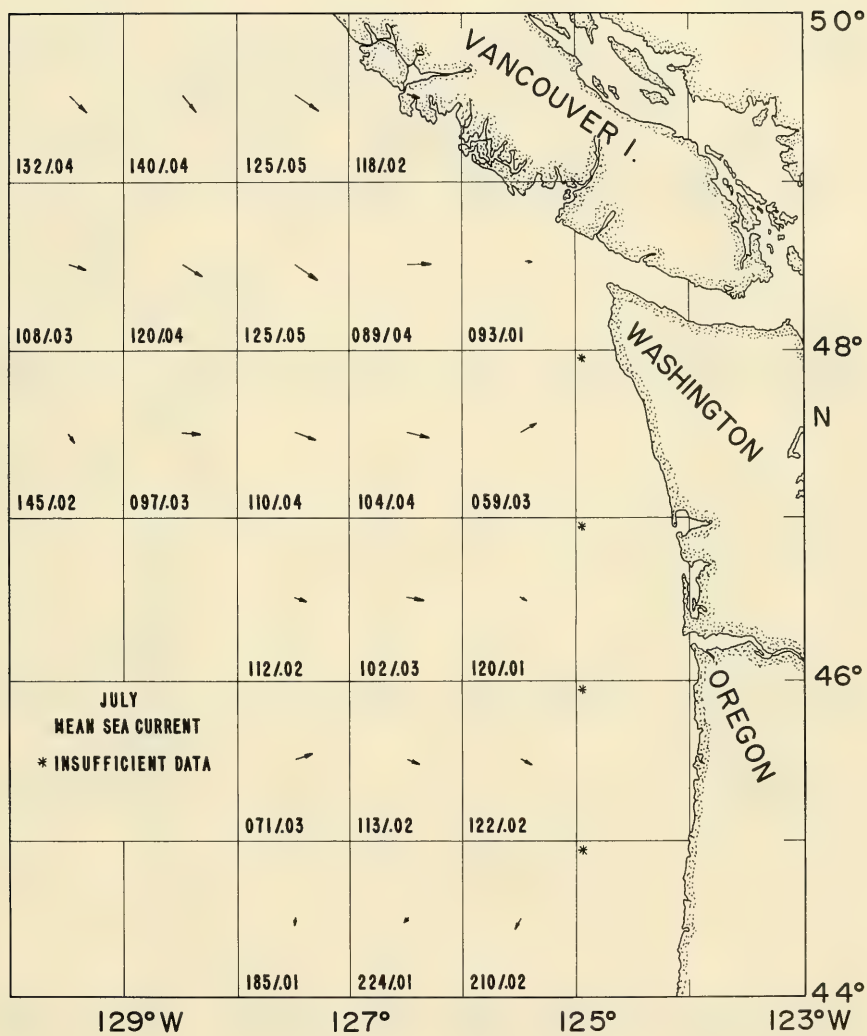 50°
VANCOUVER I.
132/.04 140/.04 125/.05 118/.02
108/.03 120/.04 125/.05 089/04 093/.01
48°
WASHINGTON
N
*
145/.02 097/.03 110/.04 104/.04 059/.03
*
112/.02 102/.03 120/.01
46°
OREGON
*
JULY
MEAN SEA CURRENT
* INSUFFICIENT DATA
071/.03 113/.02 122/.02
*
185/.01 224/.01 210/.02
44°
129°W 127° 125° 123°W